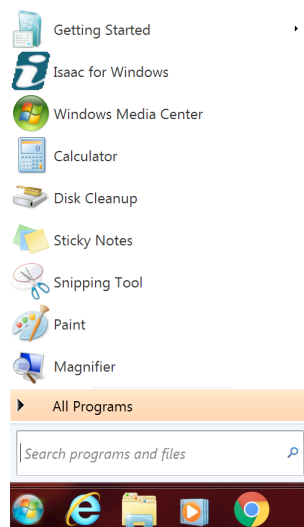 Getting Started
Isaac for Windows
Windows Media Center
Calculator
Disk Cleanup
Sticky Notes
Snipping Tool
Paint
Magnifier
All Programs
Search programs and files